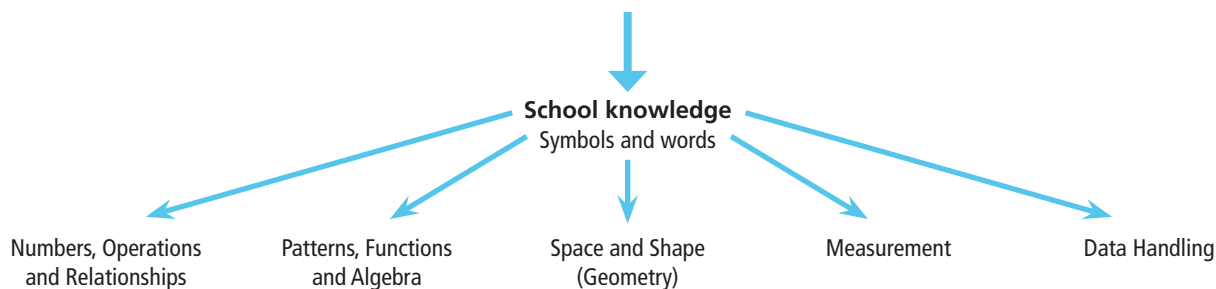 School knowledge
Symbols and words
Numbers, Operations
and Relationships
Patterns, Functions
and Algebra
Space and Shape
(Geometry)
Measurement
Data Handling